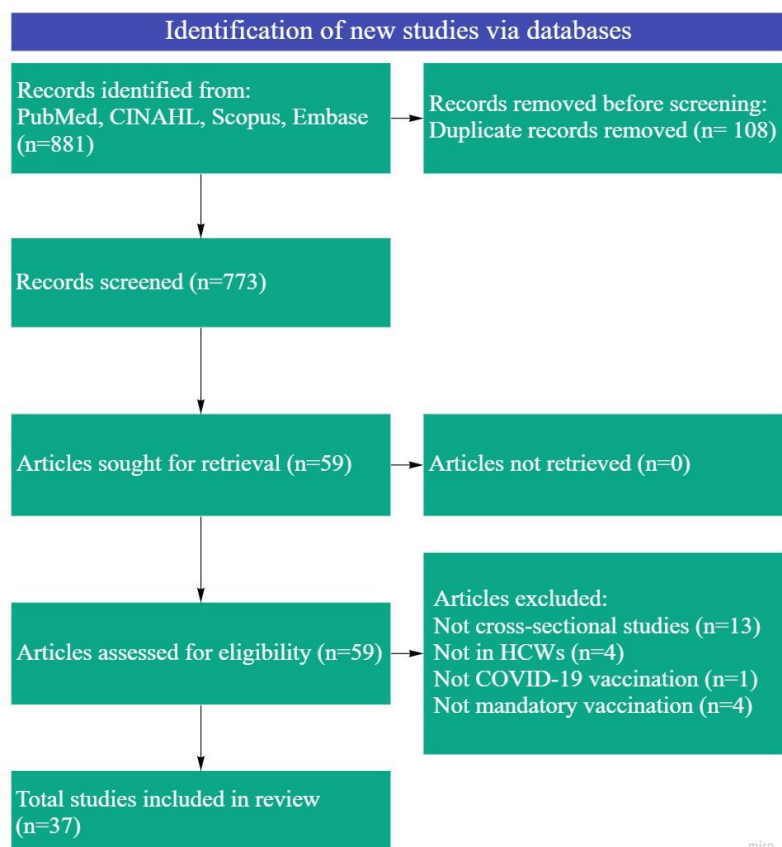 Identification of new studies via databases
Records identified from:
PubMed, CINAHL, Scopus, Embase
(n=881)
Records removed before screening:
Duplicate records removed (n= 108)
Records screened (n=773)
Articles sought for retrieval (n=59)
Articles not retrieved (n=0)
Articles assessed for eligibility (n=59)
Articles excluded:
Not cross-sectional studies (n=13)
Not in HCWs (n=4)
Not COVID-19 vaccination (n=1)
Not mandatory vaccination (n=4)
Total studies included in review
(n=37)
miro